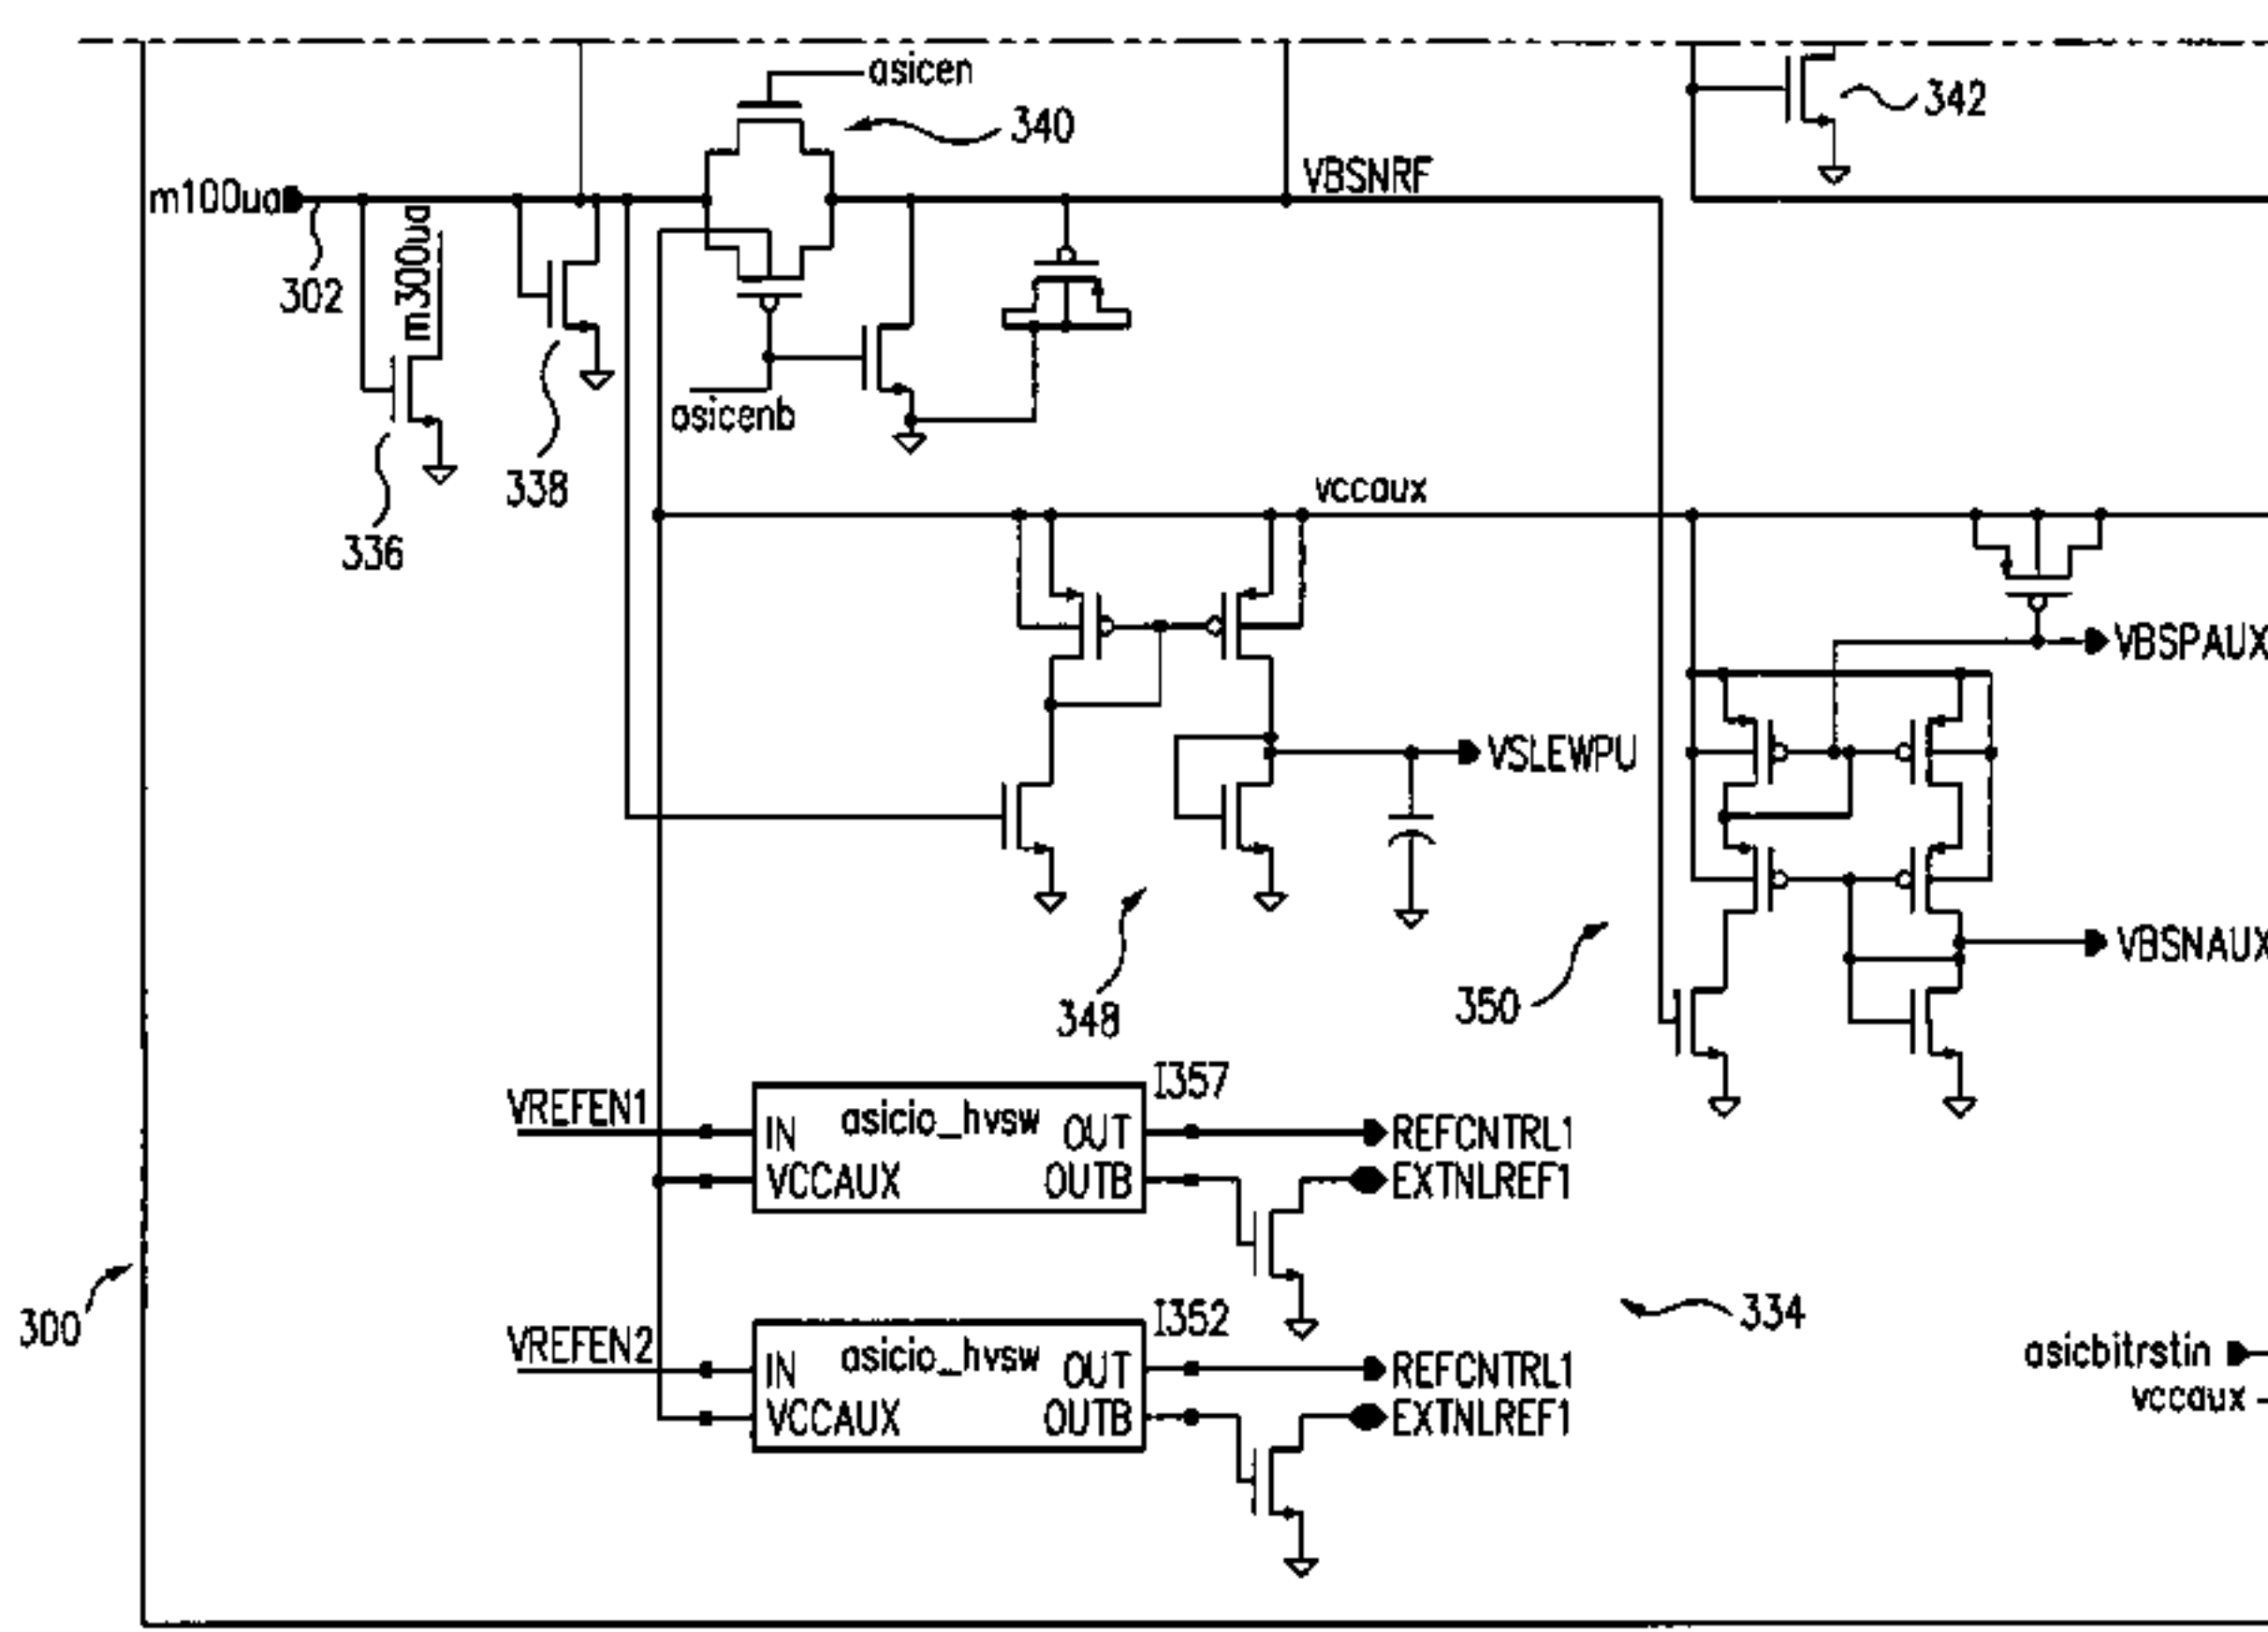 asicen
340
342
m100ua
VBSNRF
m300ua
302
asicenb
338
336
vccaux
VBSPAUX
VSLEWPU
VBSNAUX
350
348
I357
VREFEN1
IN asicio_hvsw OUT
REFCNTRL1
VCCAUX OUTB
EXTNLREF1
300
334
I352
VREFEN2
IN asicio_hvsw OUT
REFCNTRL1
VCCAUX OUTB
EXTNLREF1
asicbitrstin
vccaux